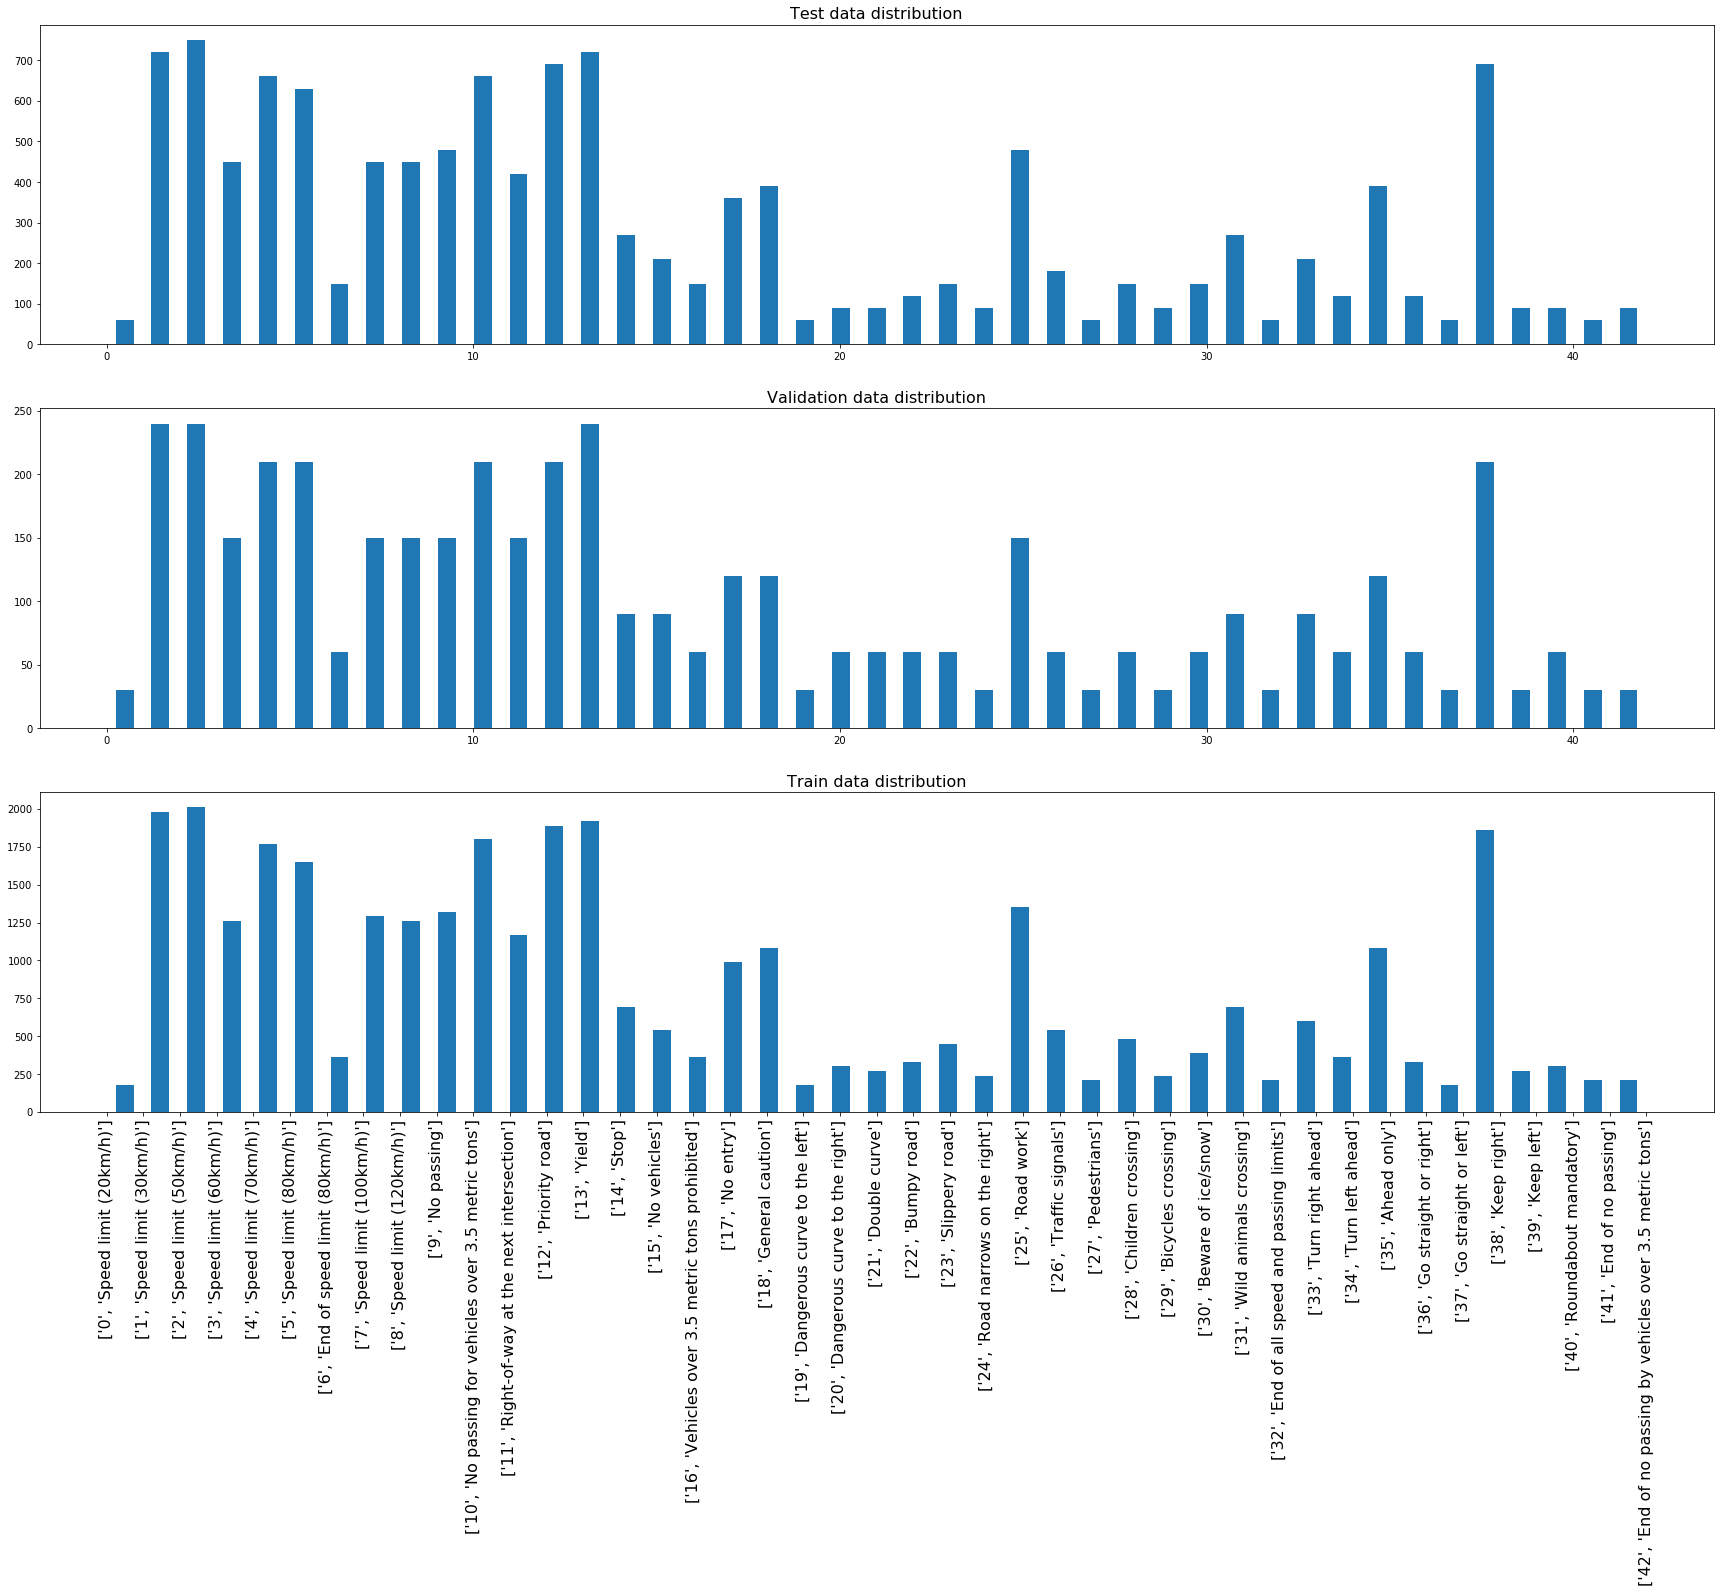 Test data distribution
700
600
500
400
300
200
100
0
0 10 20 30 40
Validation data distribution
250
200
150
100
50
0
0 10 20 30 40
Train data distribution
2000
1750
1500
1250
1000
750
500
250
0
['0', 'Speed limit (20km/h)']
['1', 'Speed limit (30km/h)']
['2', 'Speed limit (50km/h)']
['3', 'Speed limit (60km/h)']
['4', 'Speed limit (70km/h)']
['5', 'Speed limit (80km/h)']
['6', 'End of speed limit (80km/h)']
['7', 'Speed limit (100km/h)']
['8', 'Speed limit (120km/h)']
['9', 'No passing']
['10', 'No passing for vehicles over 3.5 metric tons']
['11', 'Right-of-way at the next intersection']
['12', 'Priority road']
['13', 'Yield']
['14', 'Stop']
['15', 'No vehicles']
['16', 'Vehicles over 3.5 metric tons prohibited']
['17', 'No entry']
['18', 'General caution']
['19', 'Dangerous curve to the left']
['20', 'Dangerous curve to the right']
['21', 'Double curve']
['22', 'Bumpy road']
['23', 'Slippery road']
['24', 'Road narrows on the right']
['25', 'Road work']
['26', 'Traffic signals']
['27', 'Pedestrians']
['28', 'Children crossing']
['29', 'Bicycles crossing']
['30', 'Beware of ice/snow']
['31', 'Wild animals crossing']
['32', 'End of all speed and passing limits']
['33', 'Turn right ahead']
['34', 'Turn left ahead']
['35', 'Ahead only']
['36', 'Go straight or right']
['37', 'Go straight or left']
['38', 'Keep right']
['39', 'Keep left']
['40', 'Roundabout mandatory']
['41', 'End of no passing']
['42', 'End of no passing by vehicles over 3.5 metric tons']